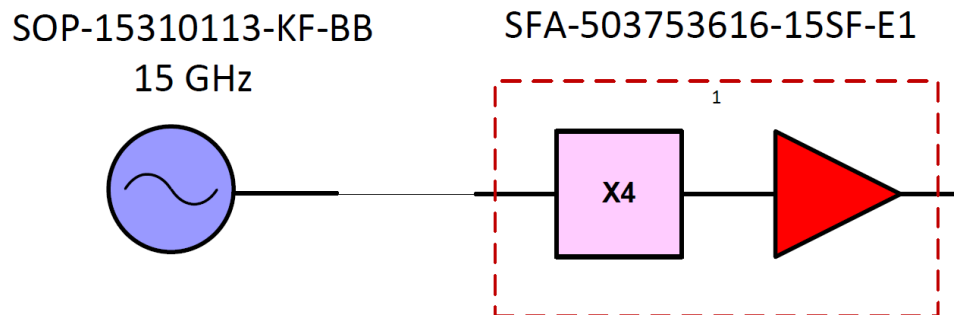 SOP-15310113-KF-BB
15 GHz
SFA-503753616-15SF-E1
1
X4